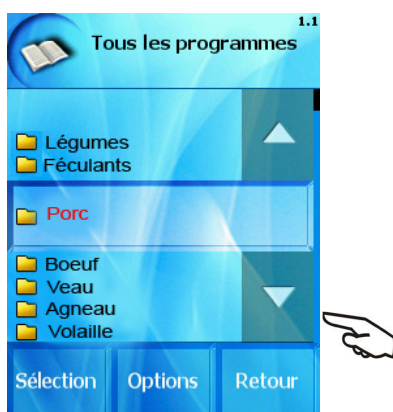 1.1
Tous les programmes
Légumes
Féculants
Porc
Boeuf
Veau
Agneau
Volaille
Sélection Options Retour